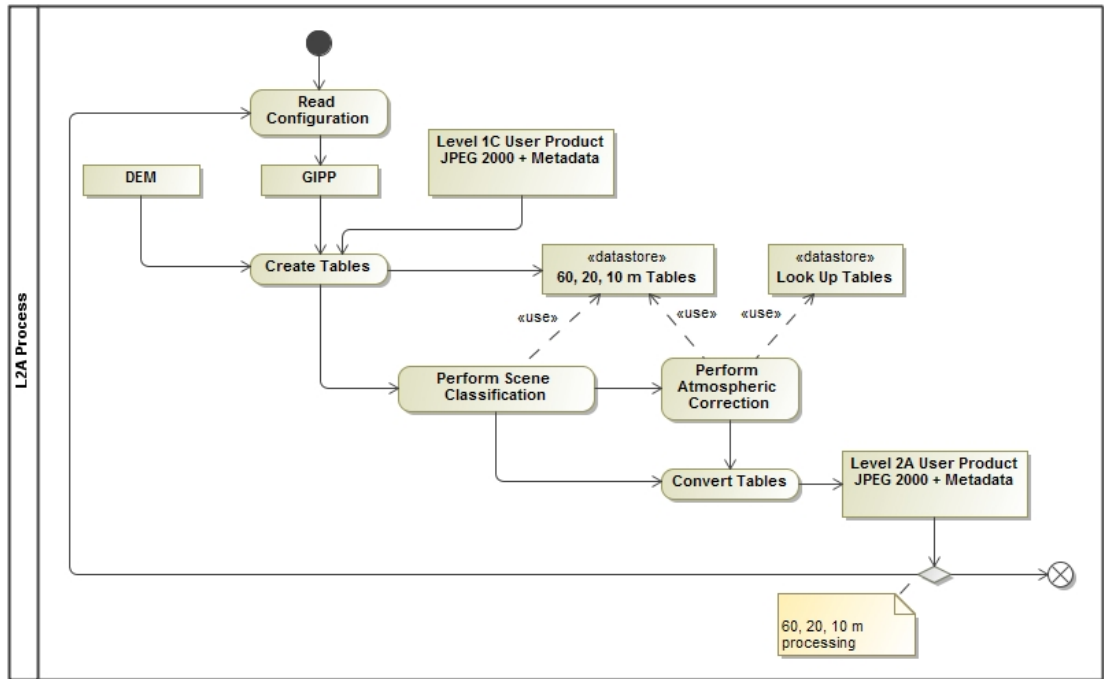 L2A Process
Read
Configuration
Level 1C User Product
JPEG 2000 + Metadata
DEM
GIPP
Create Tables
«datastore»
60, 20, 10 m Tables
«datastore»
Look Up Tables
«use»
«use»
«use»
Perform Scene
Classification
Perform
Atmospheric
Correction
Convert Tables
Level 2A User Product
JPEG 2000 + Metadata
60, 20, 10 m
processing